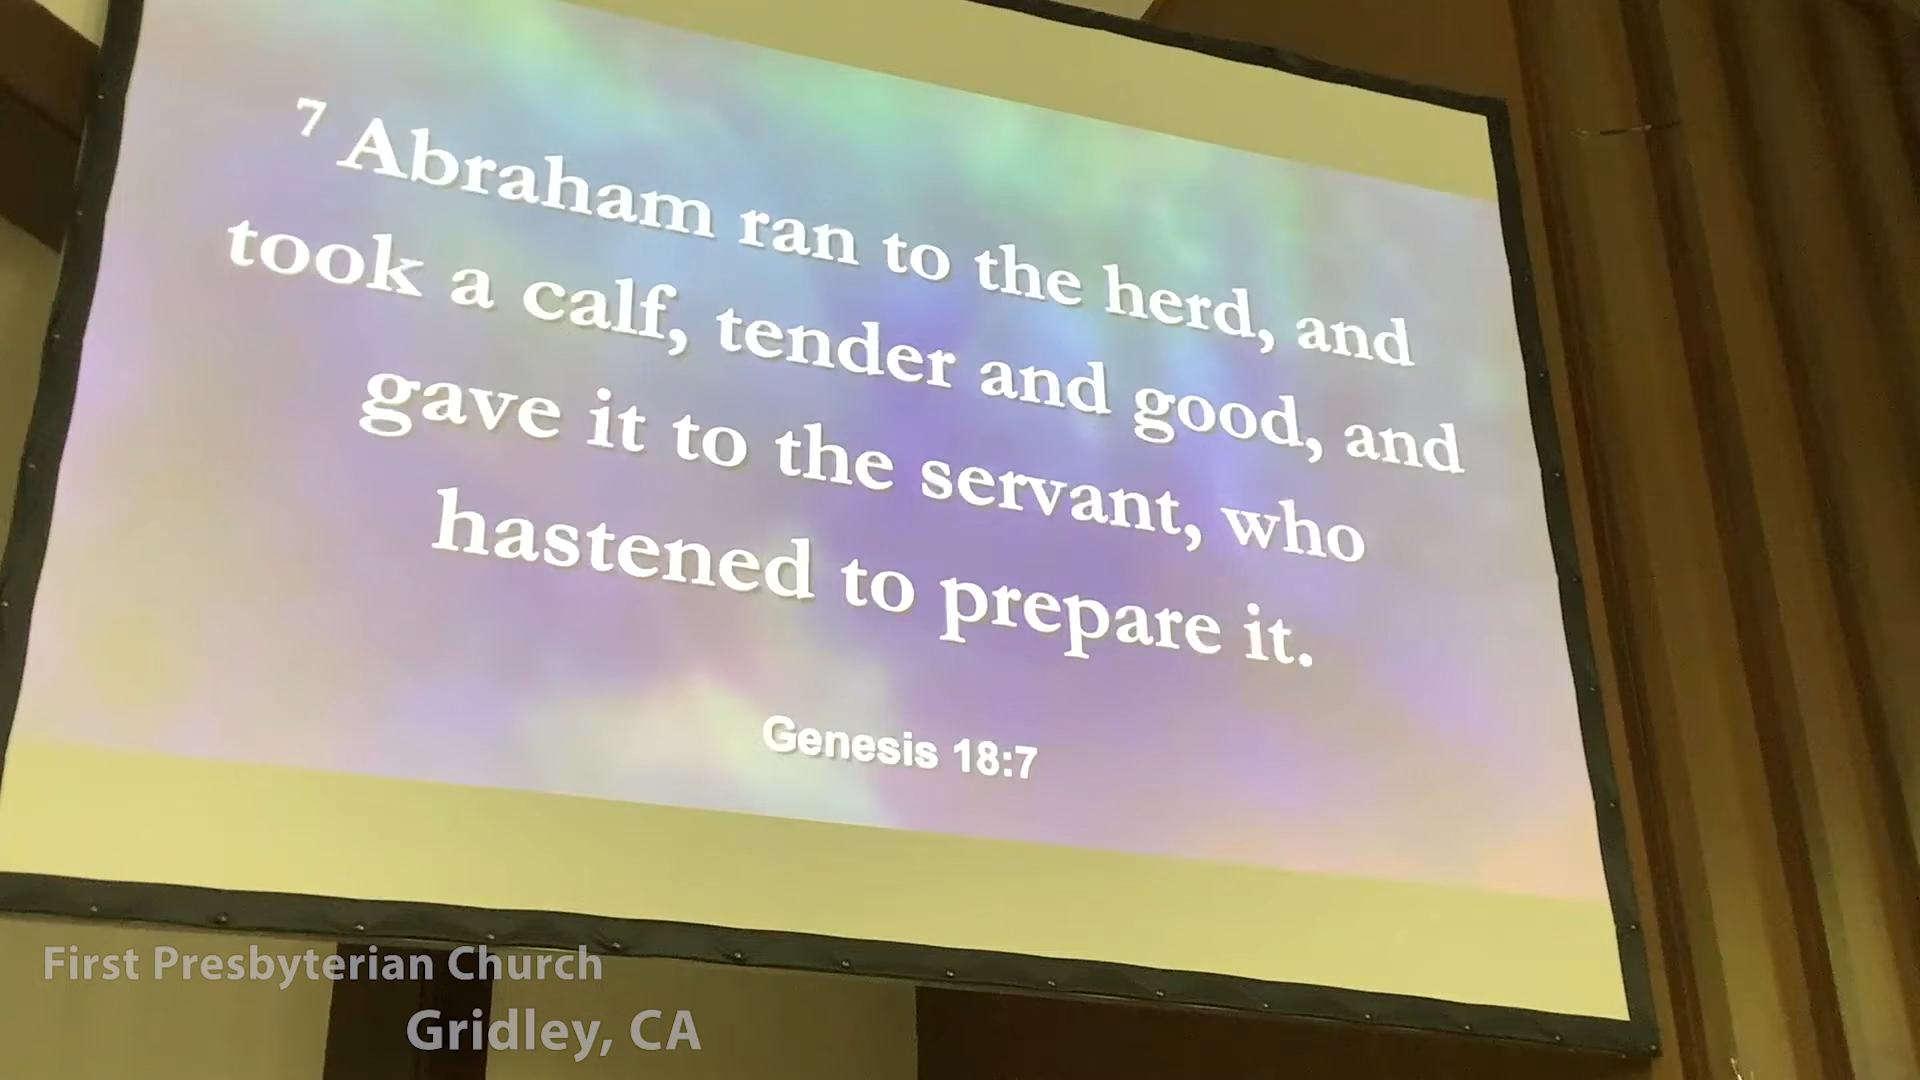 7 Abraham ran to the herd, and
took a calf, tender and good, and
gave it to the servant, who
hastened to prepare it.
Genesis 18:7
First Presbyterian Church
Gridley, CA